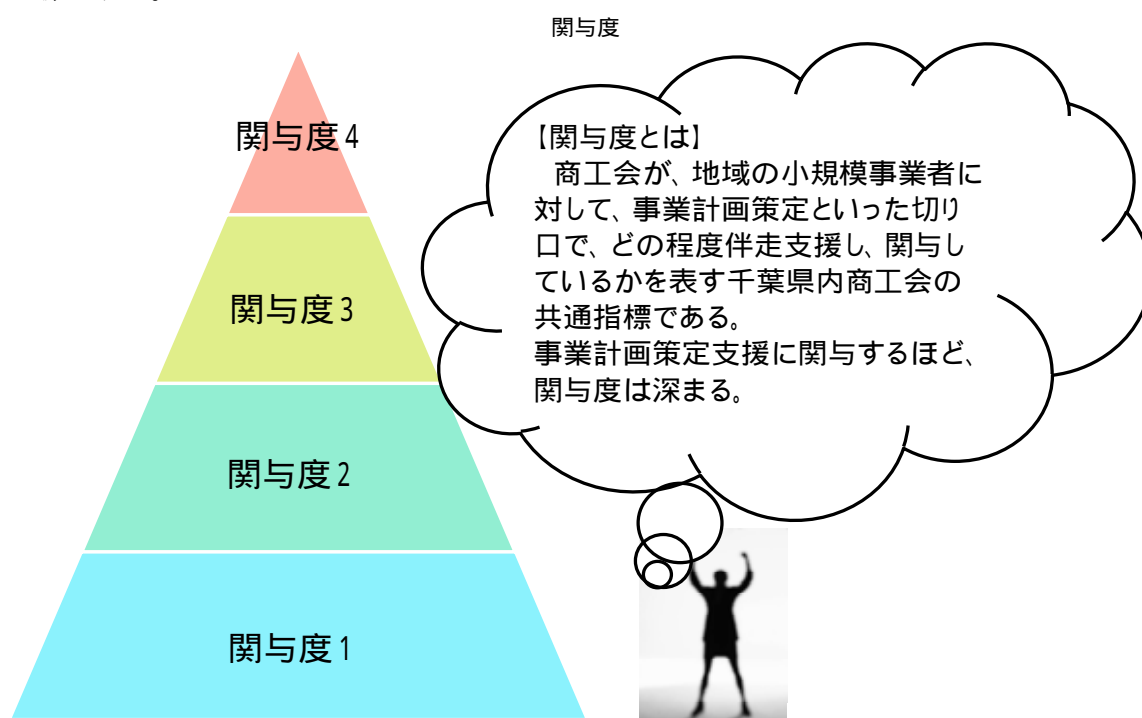 関与度
関与度4
【関与度とは】
商工会が、地域の小規模事業者に
対して、事業計画策定といった切り
口で、どの程度伴走支援し、関与し
ているかを表す千葉県内商工会の
共通指標である。
事業計画策定支援に関与するほど、
関与度は深まる。
関与度3
関与度2
関与度1